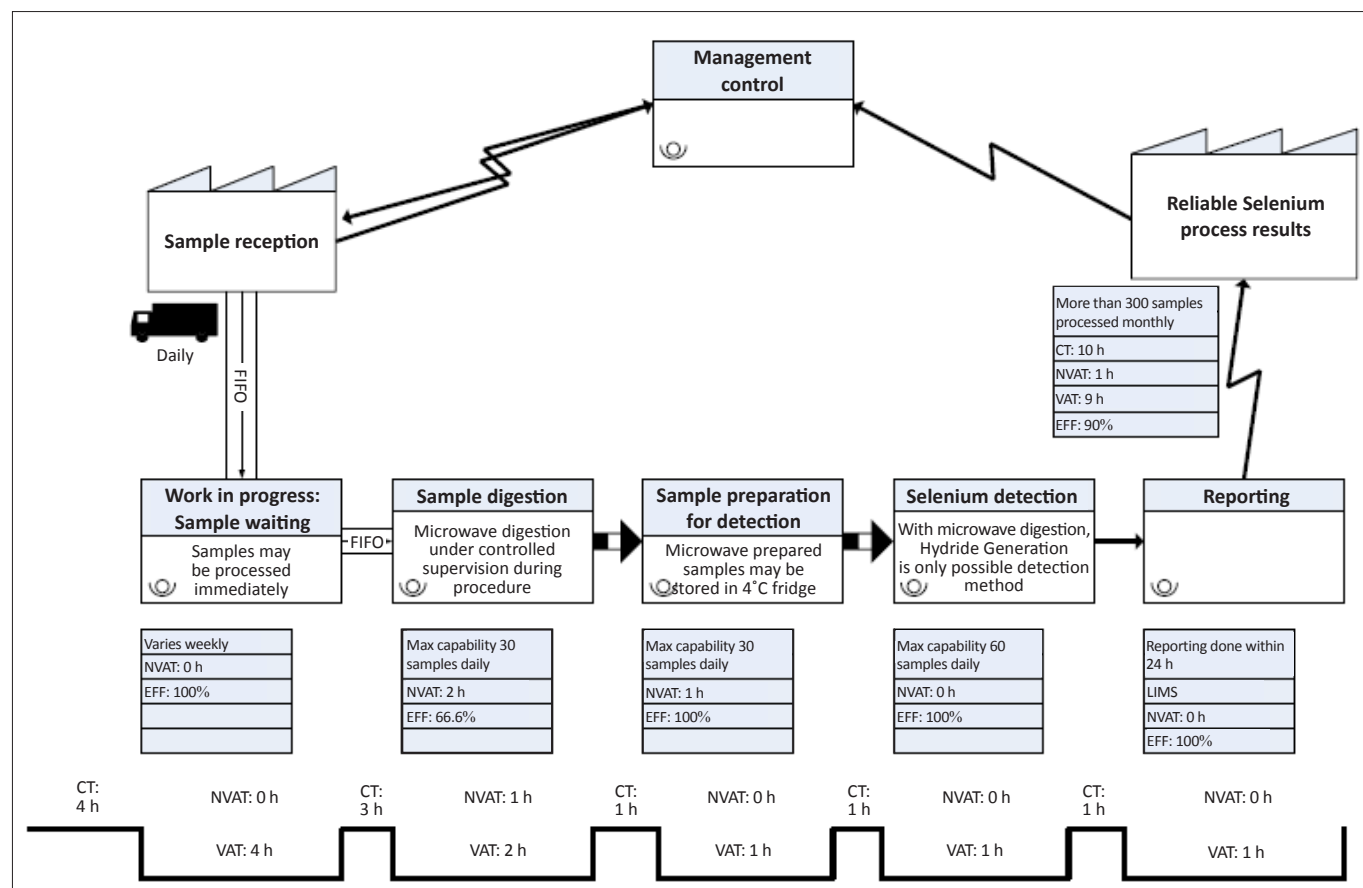 Management
control
Sample reception
Reliable Selenium
process results
Daily
FIFO
More than 300 samples
processed monthly
CT: 10 h
NVAT: 1 h
VAT: 9 h
EFF: 90%
Work in progress:
Sample waiting
Samples may
be processed
immediately
FIFO
Sample digestion
Microwave digestion
under controlled
supervision during
procedure
Sample preparation
for detection
Microwave prepared
samples may be
stored in 4˚C fridge
Selenium detection
With microwave digestion,
Hydride Generation
is only possible detection
method
Reporting
Varies weekly
NVAT: 0 h
EFF: 100%
Max capability 30
samples daily
NVAT: 2 h
EFF: 66.6%
Max capability 30
samples daily
NVAT: 1 h
EFF: 100%
Max capability 60
samples daily
NVAT: 0 h
EFF: 100%
Reporting done within
24 h
LIMS
NVAT: 0 h
EFF: 100%
CT:
4 h
NVAT: 0 h
VAT: 4 h
CT:
3 h
NVAT: 1 h
VAT: 2 h
CT:
1 h
NVAT: 0 h
VAT: 1 h
CT:
1 h
NVAT: 0 h
VAT: 1 h
CT:
1 h
NVAT: 0 h
VAT: 1 h